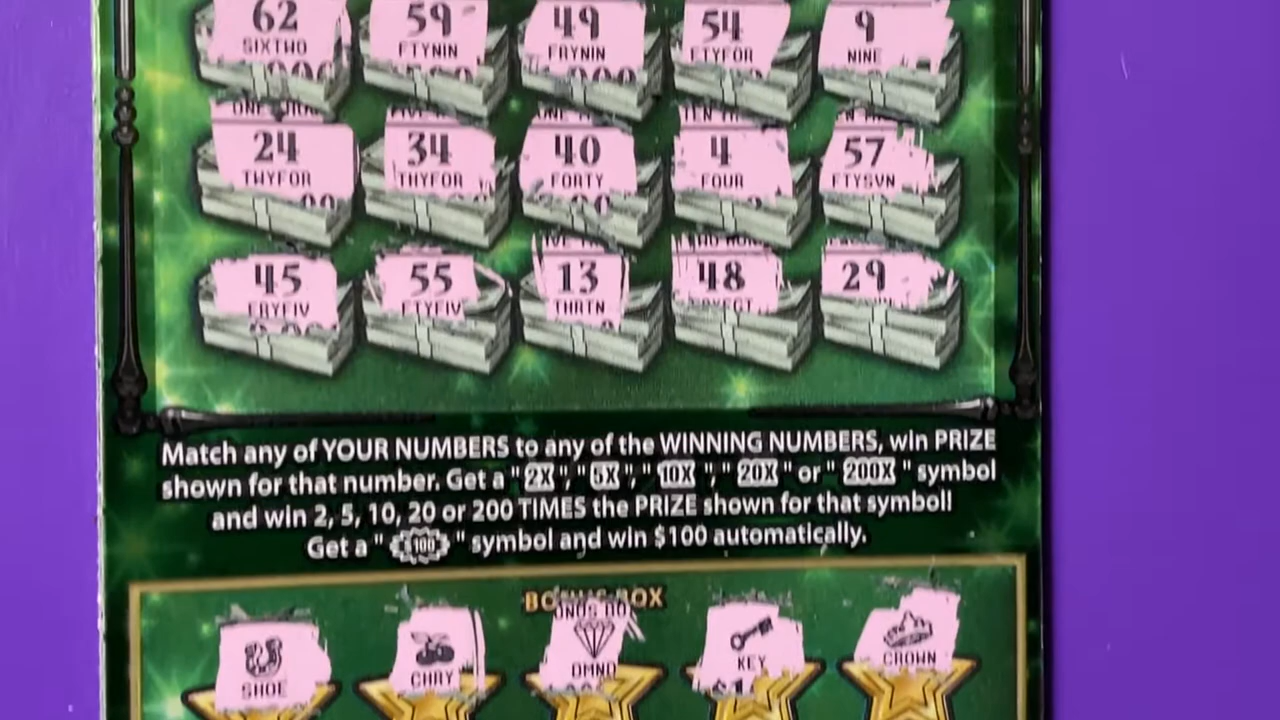 62 59 49 54 9
SIXTWO FTYNIN FRYNIN FTYFOR NINE
24 34 40 4 57
TWYFOR THYFOR FORTY FOUR FTYSVN
45 55 13 48 29
FRYFIV FTYFIV THRTN
Match any of YOUR NUMBERS to any of the WINNING NUMBERS, win PRIZE
shown for that number. Get a "2X", "5X", "10X", "20X" or "200X" symbol
and win 2, 5, 10, 20 or 200 TIMES the PRIZE shown for that symbol!
Get a "$100" symbol and win $100 automatically.
BONUS BOX
SHOE CHRY DMND KEY CROWN